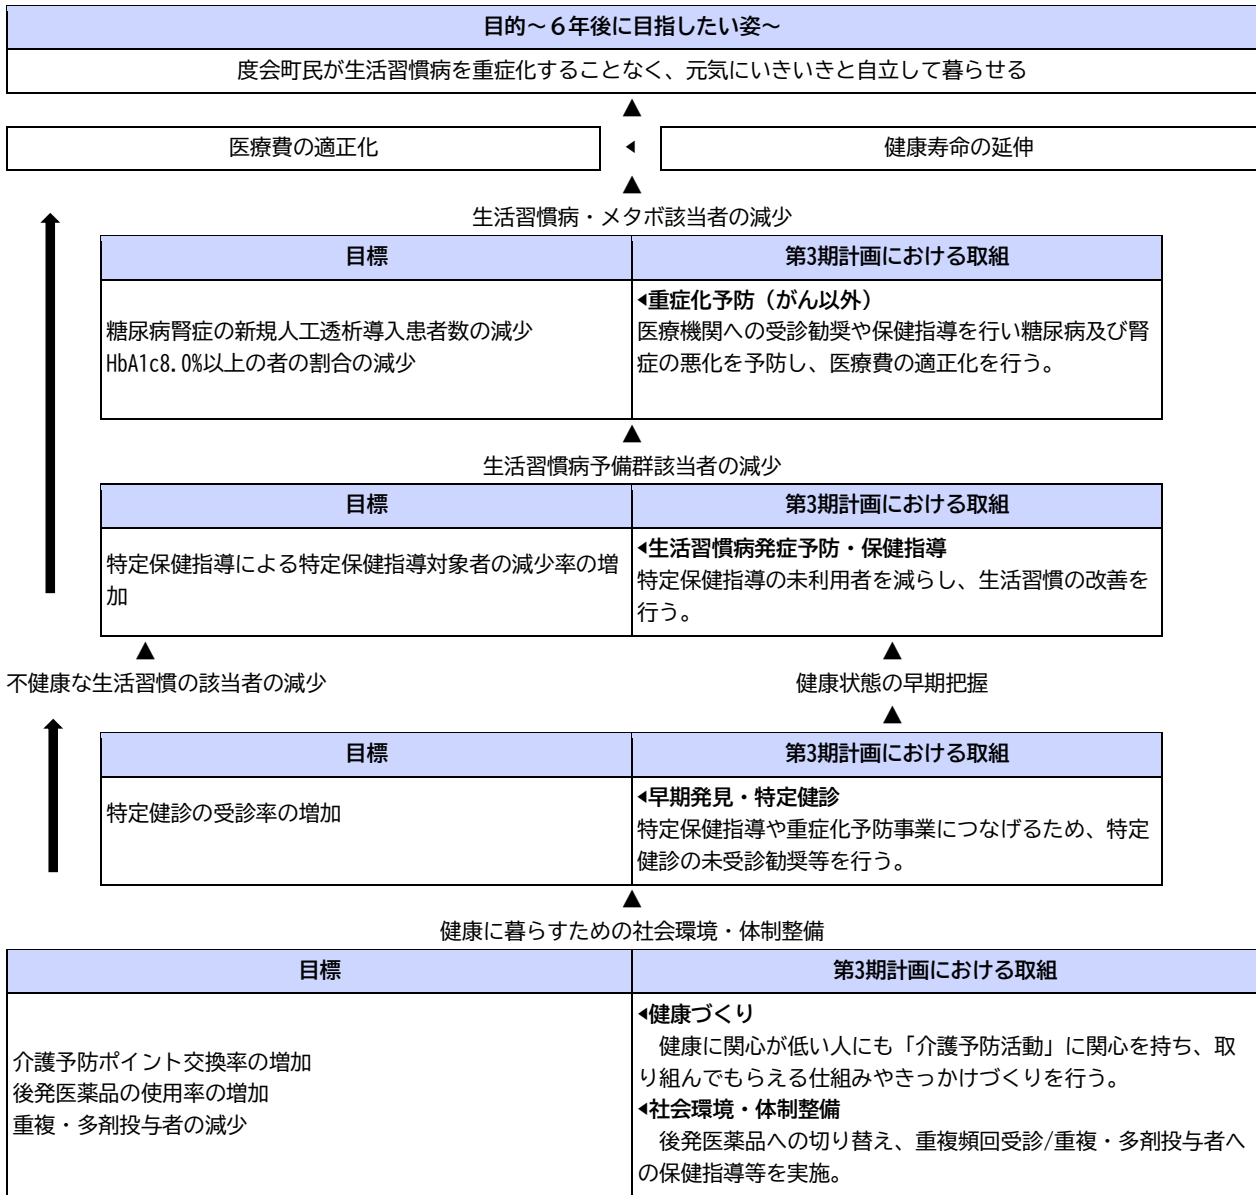 目的～６年後に目指したい姿～
度会町民が生活習慣病を重症化することなく、元気にいきいきと自立して暮らせる
▲
医療費の適正化
◀
健康寿命の延伸
▲
生活習慣病・メタボ該当者の減少
目標
第3期計画における取組
糖尿病腎症の新規人工透析導入患者数の減少
HbA1c8.0%以上の者の割合の減少
◀重症化予防（がん以外）
医療機関への受診勧奨や保健指導を行い糖尿病及び腎
症の悪化を予防し、医療費の適正化を行う。
▲
生活習慣病予備群該当者の減少
目標
第3期計画における取組
特定保健指導による特定保健指導対象者の減少率の増
加
◀生活習慣病発症予防・保健指導
特定保健指導の未利用者を減らし、生活習慣の改善を
行う。
▲
▲
不健康な生活習慣の該当者の減少
健康状態の早期把握
▲
目標
第3期計画における取組
特定健診の受診率の増加
◀早期発見・特定健診
特定保健指導や重症化予防事業につなげるため、特定
健診の未受診勧奨等を行う。
▲
健康に暮らすための社会環境・体制整備
目標
第3期計画における取組
介護予防ポイント交換率の増加
後発医薬品の使用率の増加
重複・多剤投与者の減少
◀健康づくり
　健康に関心が低い人にも「介護予防活動」に関心を持ち、取
り組んでもらえる仕組みやきっかけづくりを行う。
◀社会環境・体制整備
　後発医薬品への切り替え、重複頻回受診/重複・多剤投与者へ
の保健指導等を実施。